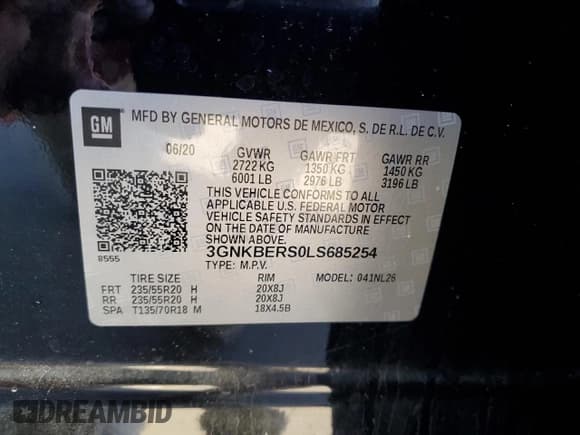 GM
MFD BY GENERAL MOTORS DE MEXICO, S. DE R.L. DE C.V.
06/20 GVWR GAWR FRT GAWR RR
2722 KG 1350 KG 1450 KG
6001 LB 2976 LB 3196 LB
THIS VEHICLE CONFORMS TO ALL
APPLICABLE U.S. FEDERAL MOTOR
VEHICLE SAFETY STANDARDS IN EFFECT
ON THE DATE OF MANUFACTURE
SHOWN ABOVE.
8555 3GNKBERS0LS685254
TYPE: M.P.V.
TIRE SIZE RIM MODEL: 041NL26
FRT 235/55R20 H 20X8J
RR 235/55R20 H 20X8J
SPA T135/70R18 M 18X4.5B
DREAMBID